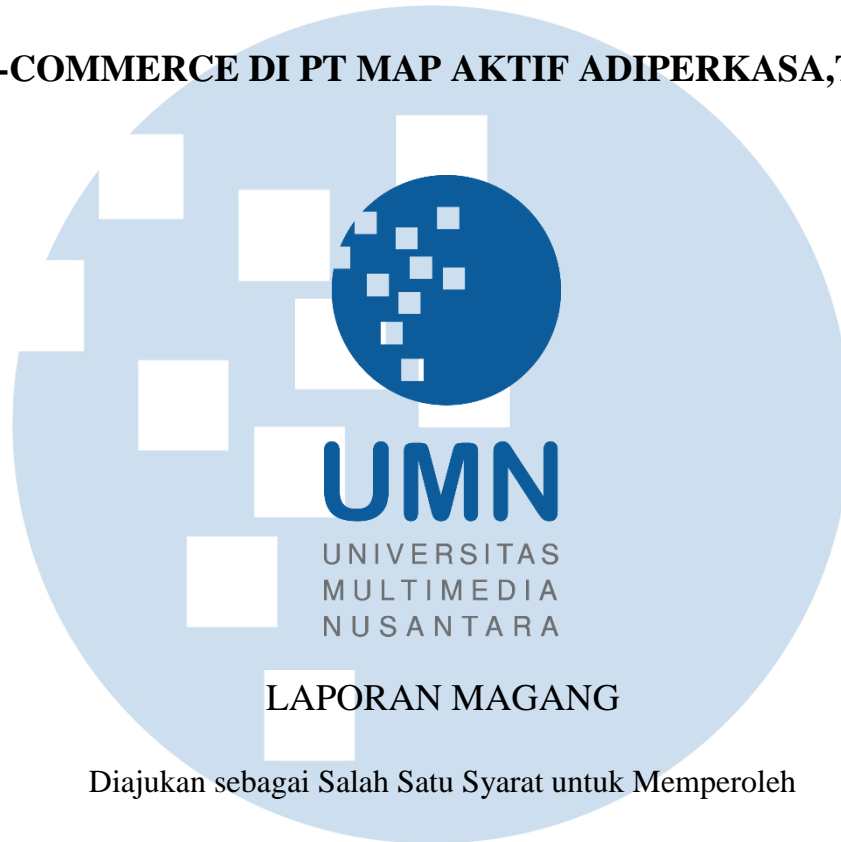 -COMMERCE DI PT MAP AKTIF ADIPERKASA,
UMN
UNIVERSITAS
MULTIMEDIA
NUSANTARA
LAPORAN MAGANG
Diajukan sebagai Salah Satu Syarat untuk Memperoleh